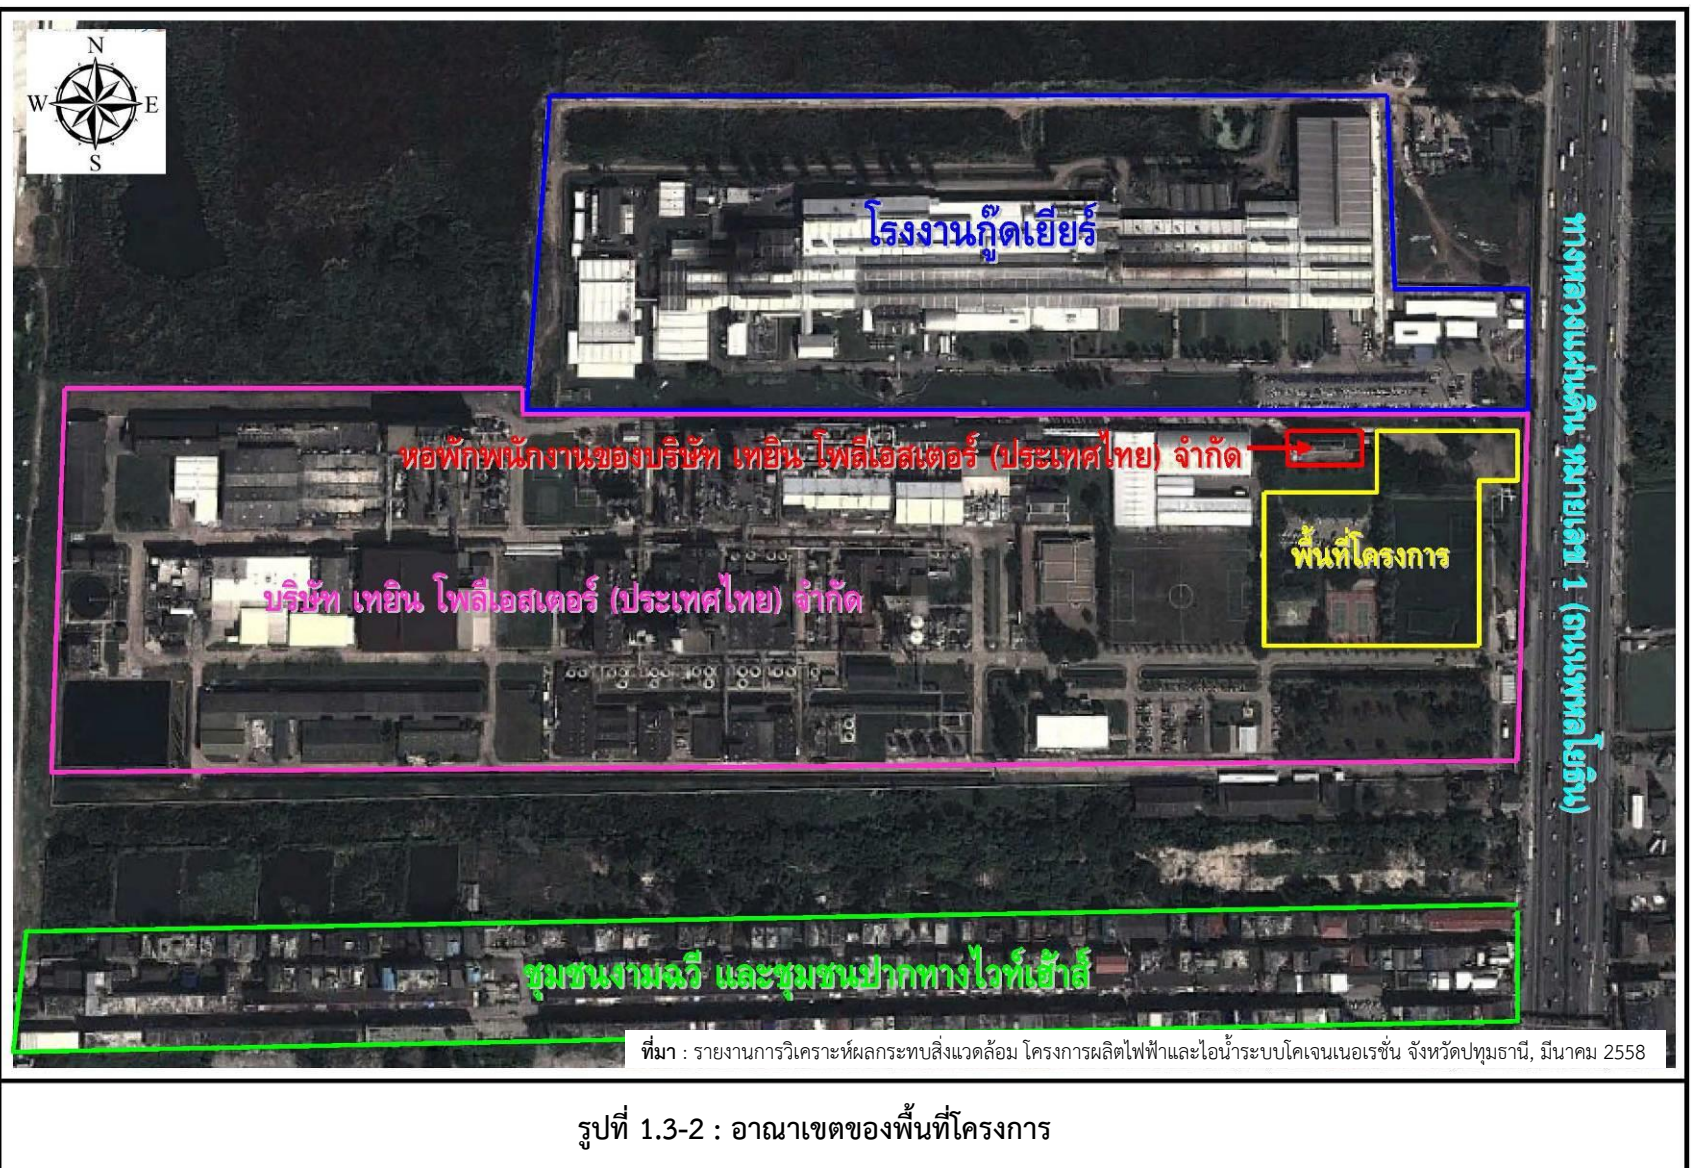 N
W E
S
โรงงานกู๊ดเยียร์
ทางหลวงแผ่นดิน หมายเลข 1 (ถนนพหลโยธิน)
หอพักพนักงานของบริษัท เทยิน โพลีเอสเตอร์ (ประเทศไทย) จำกัด
พื้นที่โครงการ
บริษัท เทยิน โพลีเอสเตอร์ (ประเทศไทย) จำกัด
ชุมชนงามฉวี และชุมชนปากทางไวท์เฮ้าส์
ที่มา : รายงานการวิเคราะห์ผลกระทบสิ่งแวดล้อม โครงการผลิตไฟฟ้าและไอน้ำระบบโคเจนเนอเรชั่น จังหวัดปทุมธานี, มีนาคม 2558
รูปที่ 1.3-2 : อาณาเขตของพื้นที่โครงการ